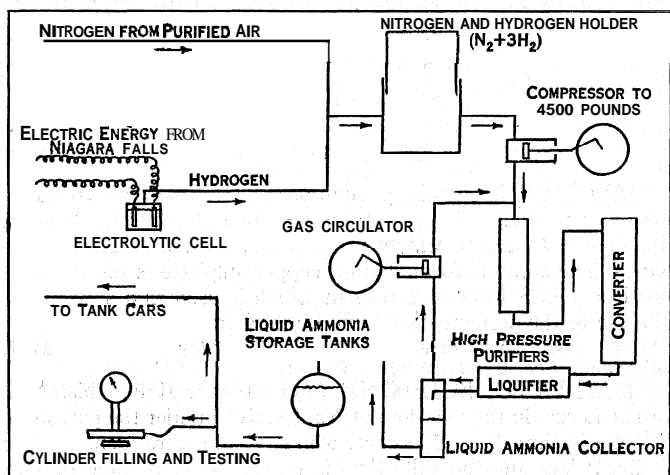 NITROGEN FROM PURIFIED AIR
NITROGEN AND HYDROGEN HOLDER
(N₂+3H₂)
COMPRESSOR TO
4500 POUNDS
ELECTRIC ENERGY FROM
NIAGARA FALLS
HYDROGEN
ELECTROLYTIC CELL
GAS CIRCULATOR
CONVERTER
TO TANK CARS
LIQUID AMMONIA
STORAGE TANKS
HIGH PRESSURE
PURIFIERS
LIQUIFIER
LIQUID AMMONIA COLLECTOR
CYLINDER FILLING AND TESTING